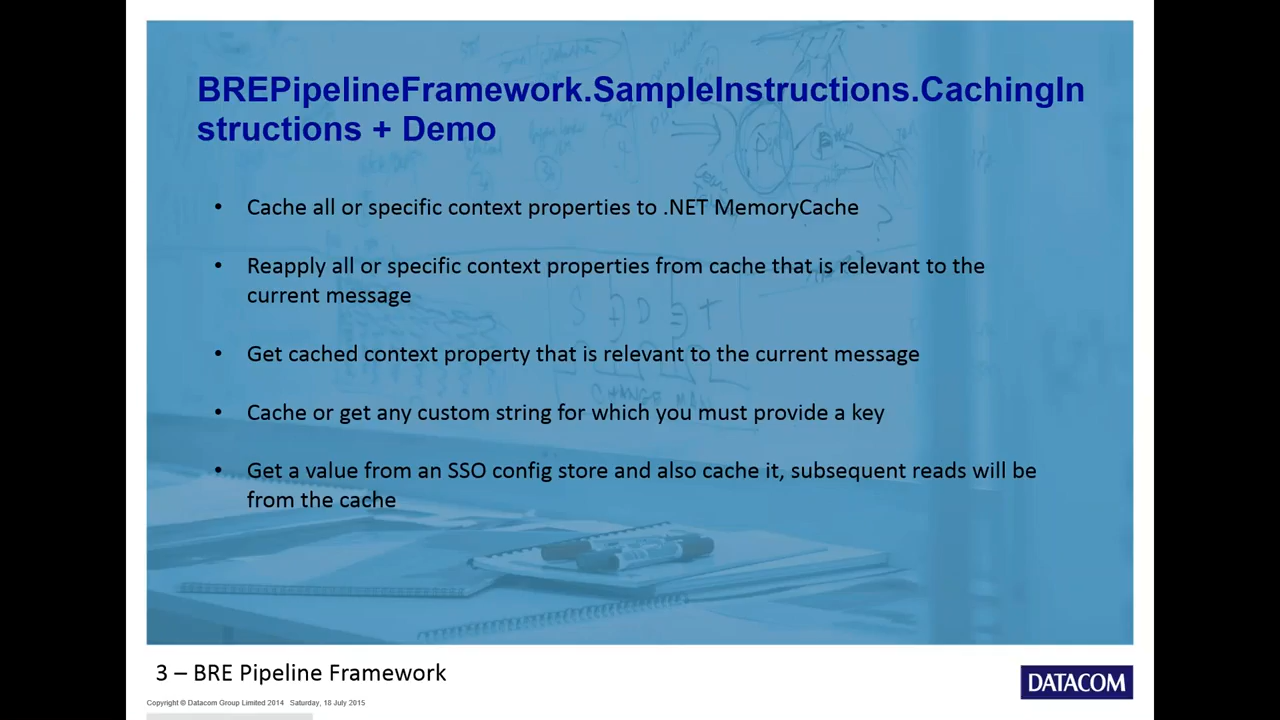 BREPipelineFramework.SampleInstructions.CachingIn
structions + Demo
• Cache all or specific context properties to .NET MemoryCache
• Reapply all or specific context properties from cache that is relevant to the
current message
• Get cached context property that is relevant to the current message
• Cache or get any custom string for which you must provide a key
• Get a value from an SSO config store and also cache it, subsequent reads will be
from the cache
3 – BRE Pipeline Framework
DATACOM
Copyright © Datacom Group Limited 2014 Saturday, 18 July 2015